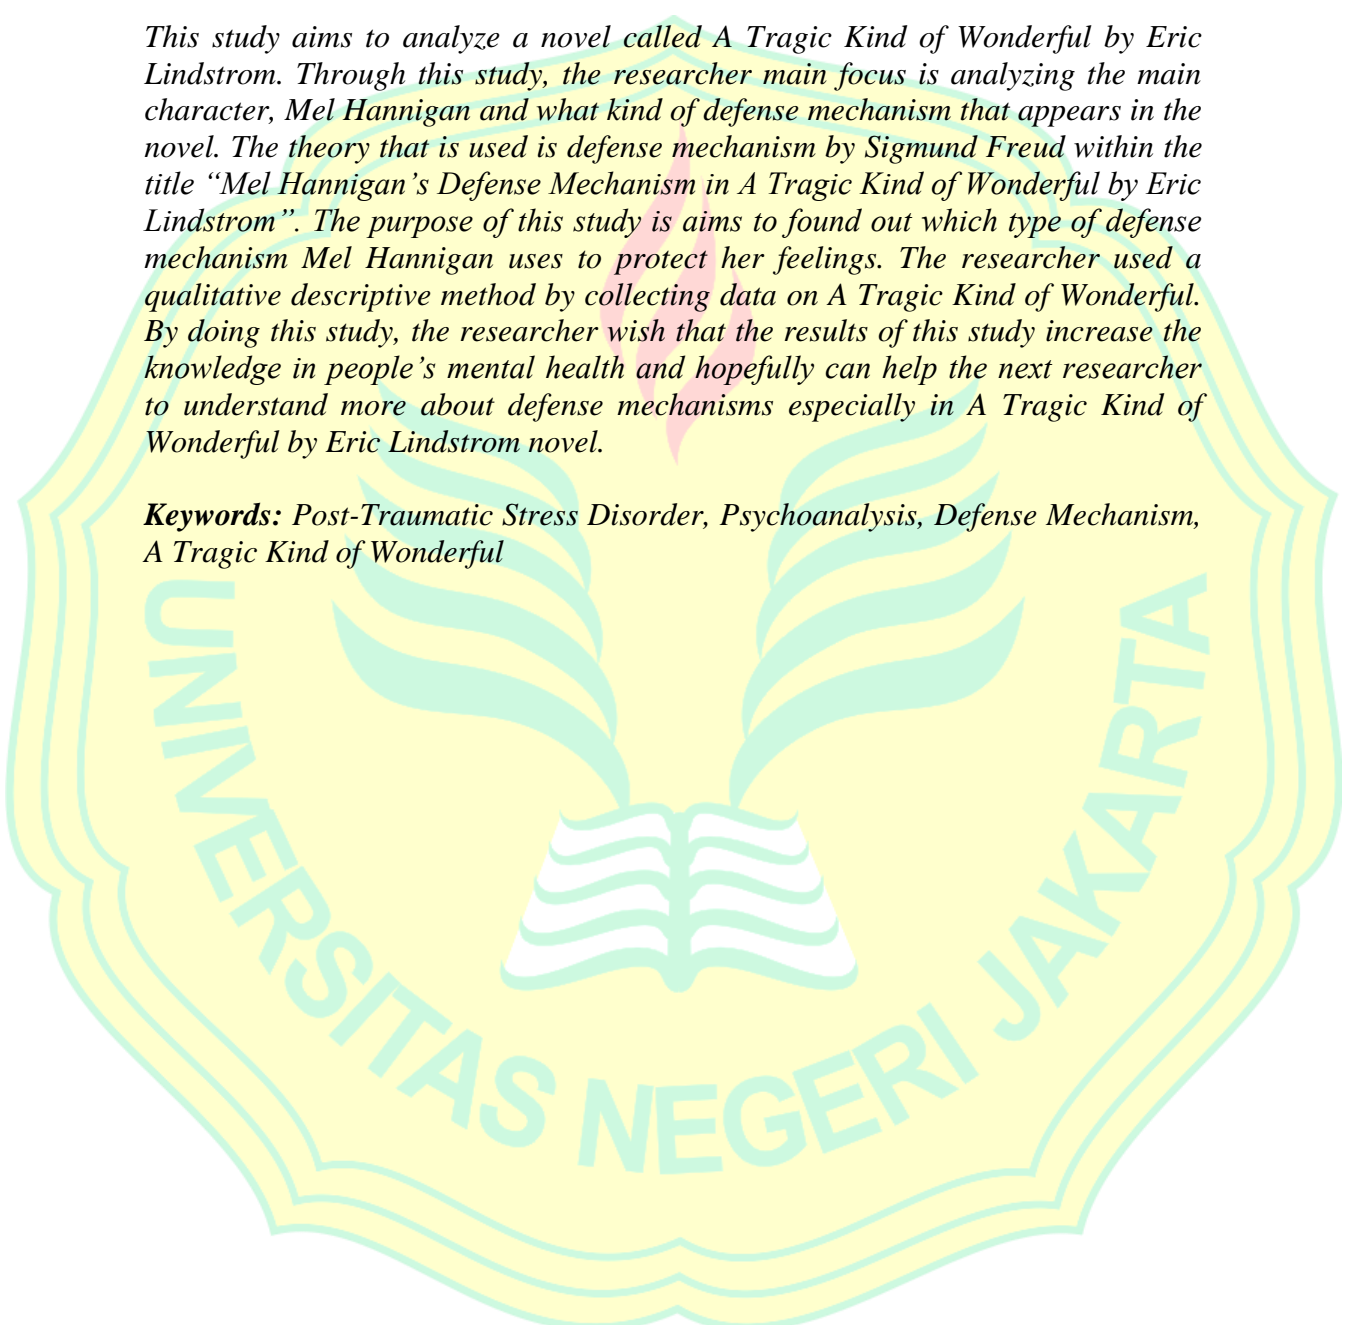 This study aims to analyze a novel called A Tragic Kind of Wonderful by Eric
Lindstrom. Through this study, the researcher main focus is analyzing the main
character, Mel Hannigan and what kind of defense mechanism that appears in the
novel. The theory that is used is defense mechanism by Sigmund Freud within the
title “Mel Hannigan’s Defense Mechanism in A Tragic Kind of Wonderful by Eric
Lindstrom”. The purpose of this study is aims to found out which type of defense
mechanism Mel Hannigan uses to protect her feelings. The researcher used a
qualitative descriptive method by collecting data on A Tragic Kind of Wonderful.
By doing this study, the researcher wish that the results of this study increase the
knowledge in people’s mental health and hopefully can help the next researcher
to understand more about defense mechanisms especially in A Tragic Kind of
Wonderful by Eric Lindstrom novel.
Keywords: Post-Traumatic Stress Disorder, Psychoanalysis, Defense Mechanism,
A Tragic Kind of Wonderful
UNIVERSITAS NEGERI JAKARTA